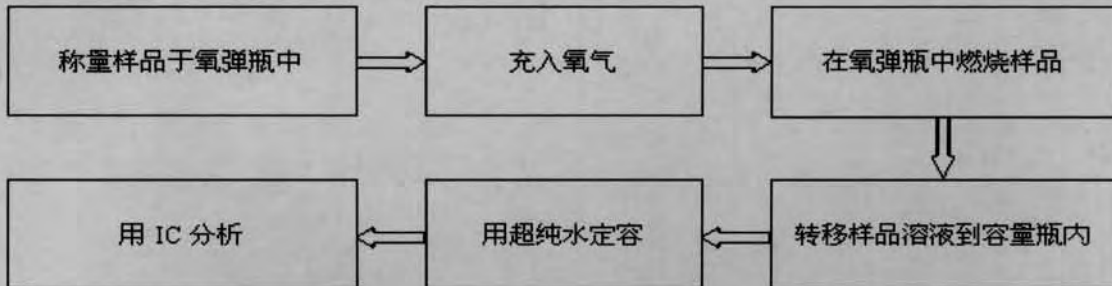 称量样品于氧弹瓶中
充入氧气
在氧弹瓶中燃烧样品
转移样品溶液到容量瓶内
用超纯水定容
用 IC 分析